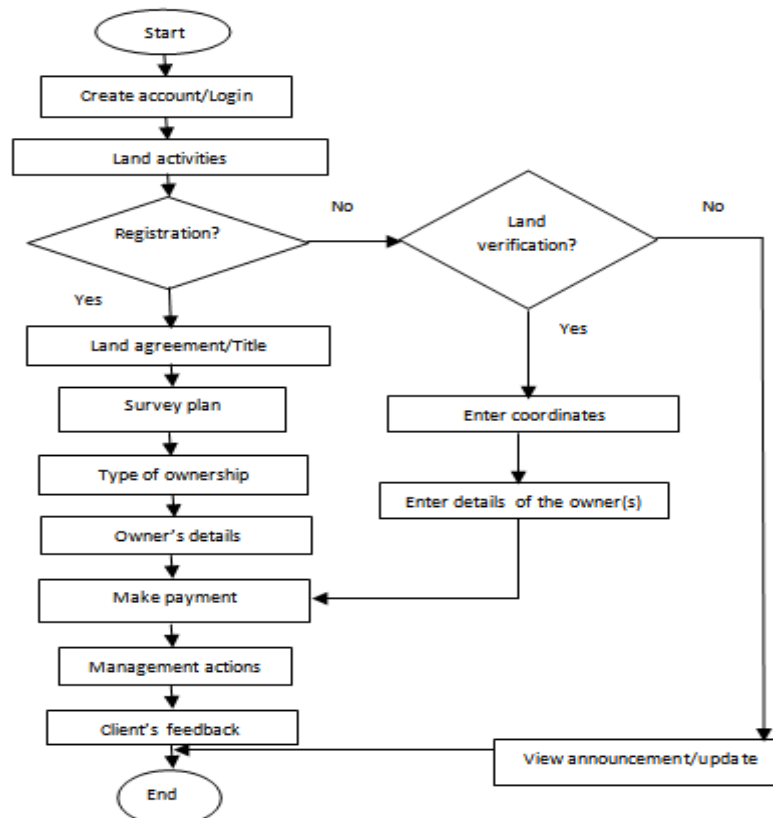 Start
Create account/Login
Land activities
Registration?
No
Land
verification?
No
Yes
Yes
Land agreement/Title
Survey plan
Enter coordinates
Type of ownership
Enter details of the owner(s)
Owner's details
Make payment
Management actions
Client's feedback
View announcement/update
End